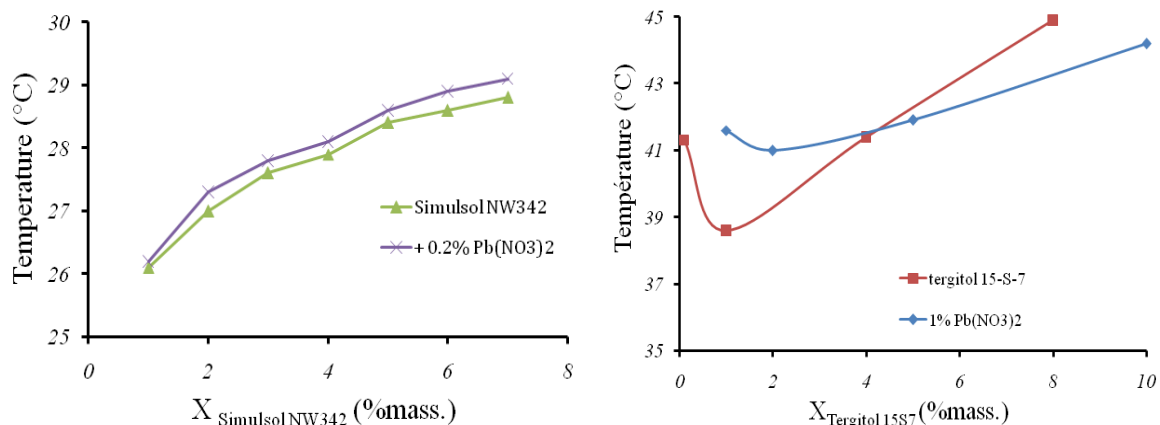 30
29
28
27
26
25
Température (°C)
0 2 4 6 8
X Simulsol NW342 (%mass.)
Simulsol NW342
+ 0.2% Pb(NO3)2
45
43
41
39
37
35
Température (°C)
0 2 4 6 8 10
X Tergitol 15S7 (%mass.)
tergitol 15-S-7
1% Pb(NO3)2